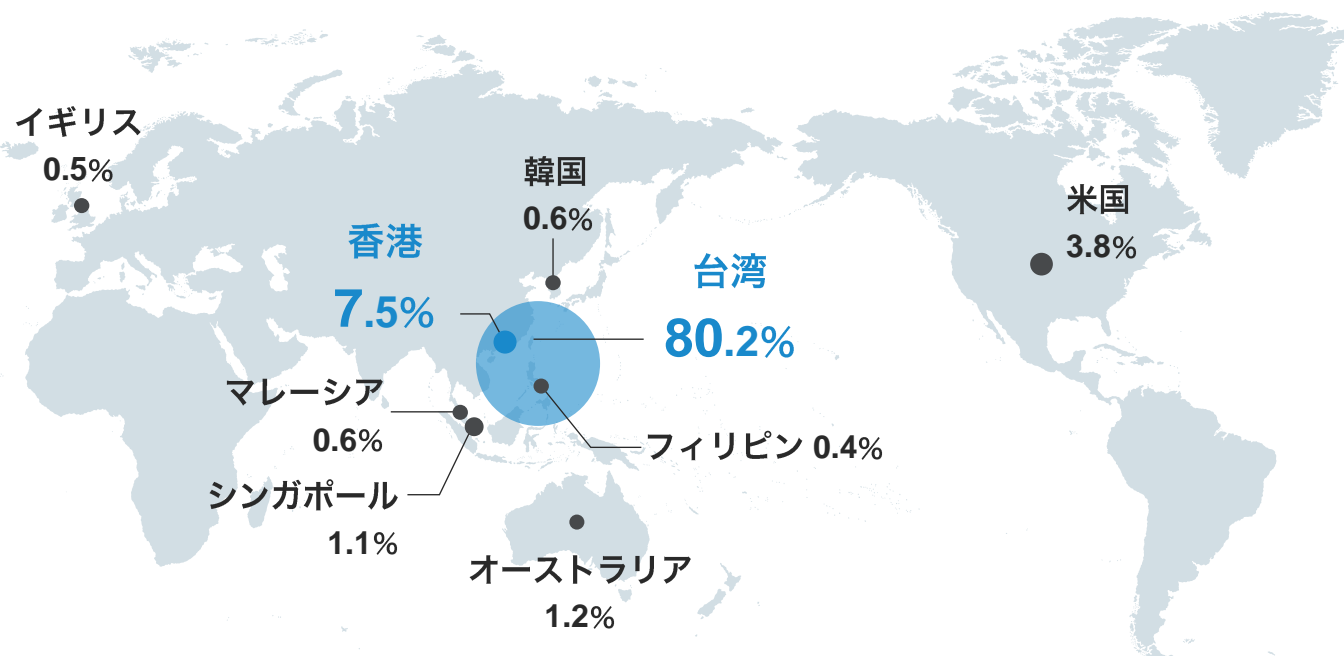 イギリス
0.5%
韓国
0.6%
米国
3.8%
香港
7.5%
台湾
80.2%
マレーシア
0.6%
フィリピン 0.4%
シンガポール
1.1%
オーストラリア
1.2%